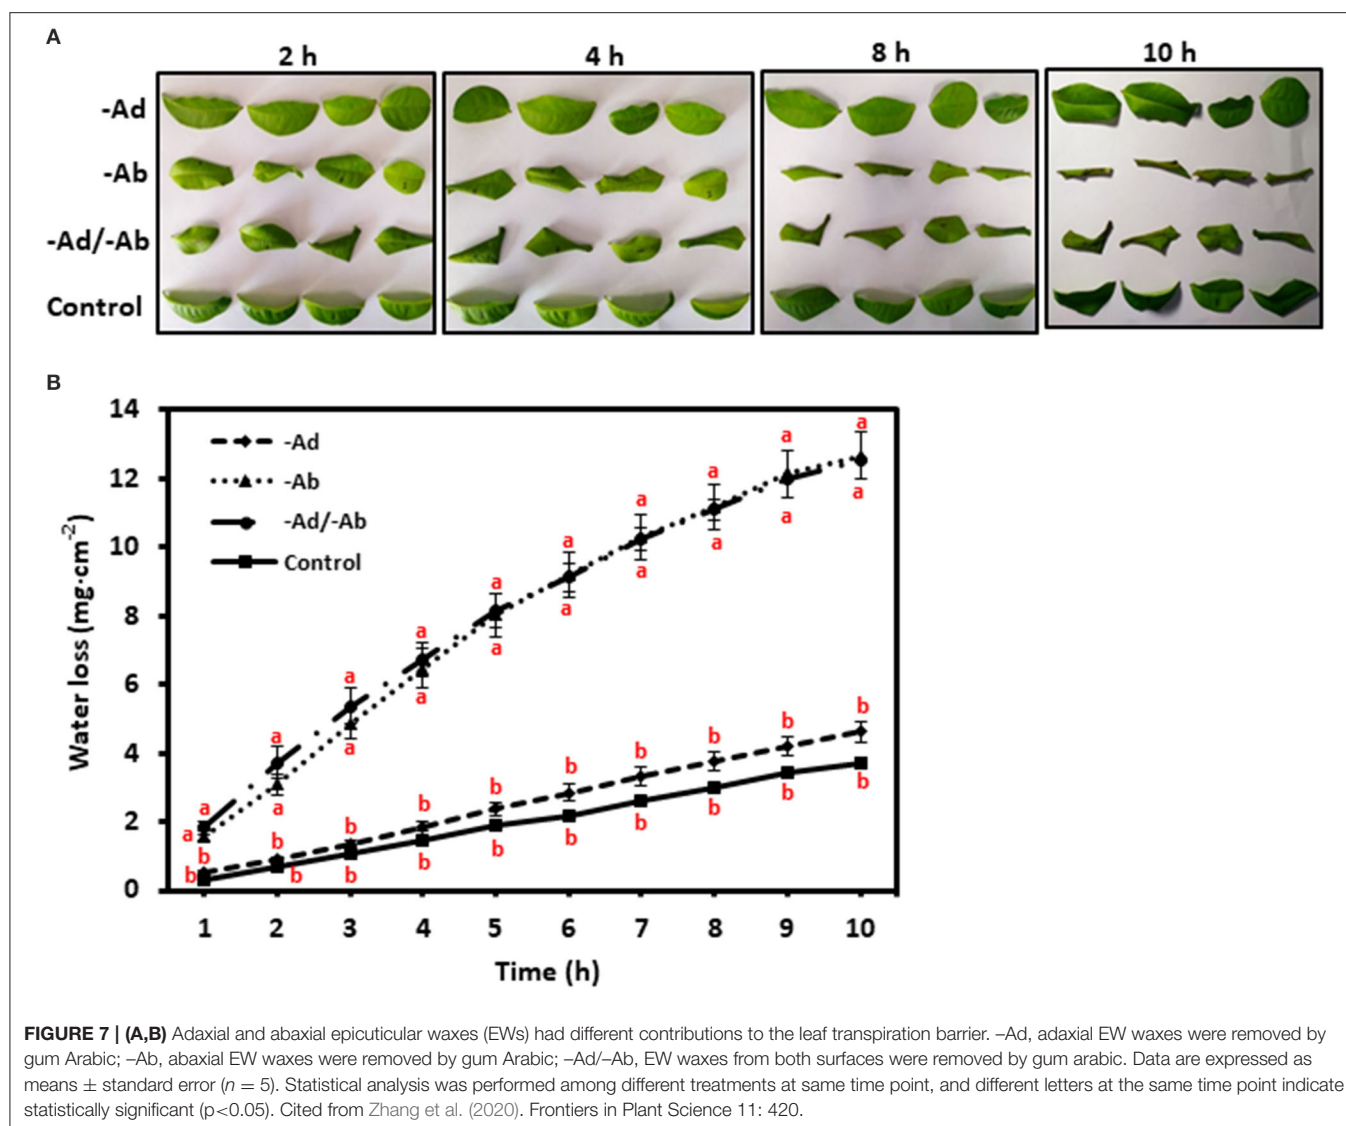 A
2 h 4 h 8 h 10 h
-Ad
-Ab
-Ad/-Ab
Control
B
14
12
10
8
6
4
2
0
Water loss (mg·cm-2)
-Ad
-Ab
-Ad/-Ab
Control
a a a a a a a a a a
a a a a a a a a a a
b b b b b b b b b b
b b b b b b b b b b
1 2 3 4 5 6 7 8 9 10
Time (h)
FIGURE 7 | (A,B) Adaxial and abaxial epicuticular waxes (EWs) had different contributions to the leaf transpiration barrier. –Ad, adaxial EW waxes were removed by
gum Arabic; –Ab, abaxial EW waxes were removed by gum Arabic; –Ad/–Ab, EW waxes from both surfaces were removed by gum arabic. Data are expressed as
means ± standard error (n = 5). Statistical analysis was performed among different treatments at same time point, and different letters at the same time point indicate
statistically significant (p<0.05). Cited from Zhang et al. (2020). Frontiers in Plant Science 11: 420.